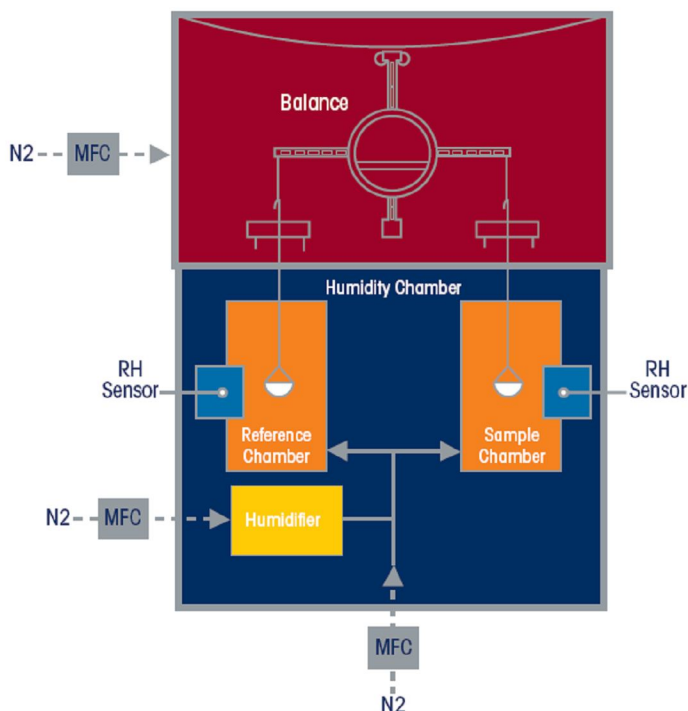 Balance
N2
MFC
Humidity Chamber
RH
Sensor
RH
Sensor
Reference
Chamber
Sample
Chamber
N2
MFC
Humidifier
MFC
N2